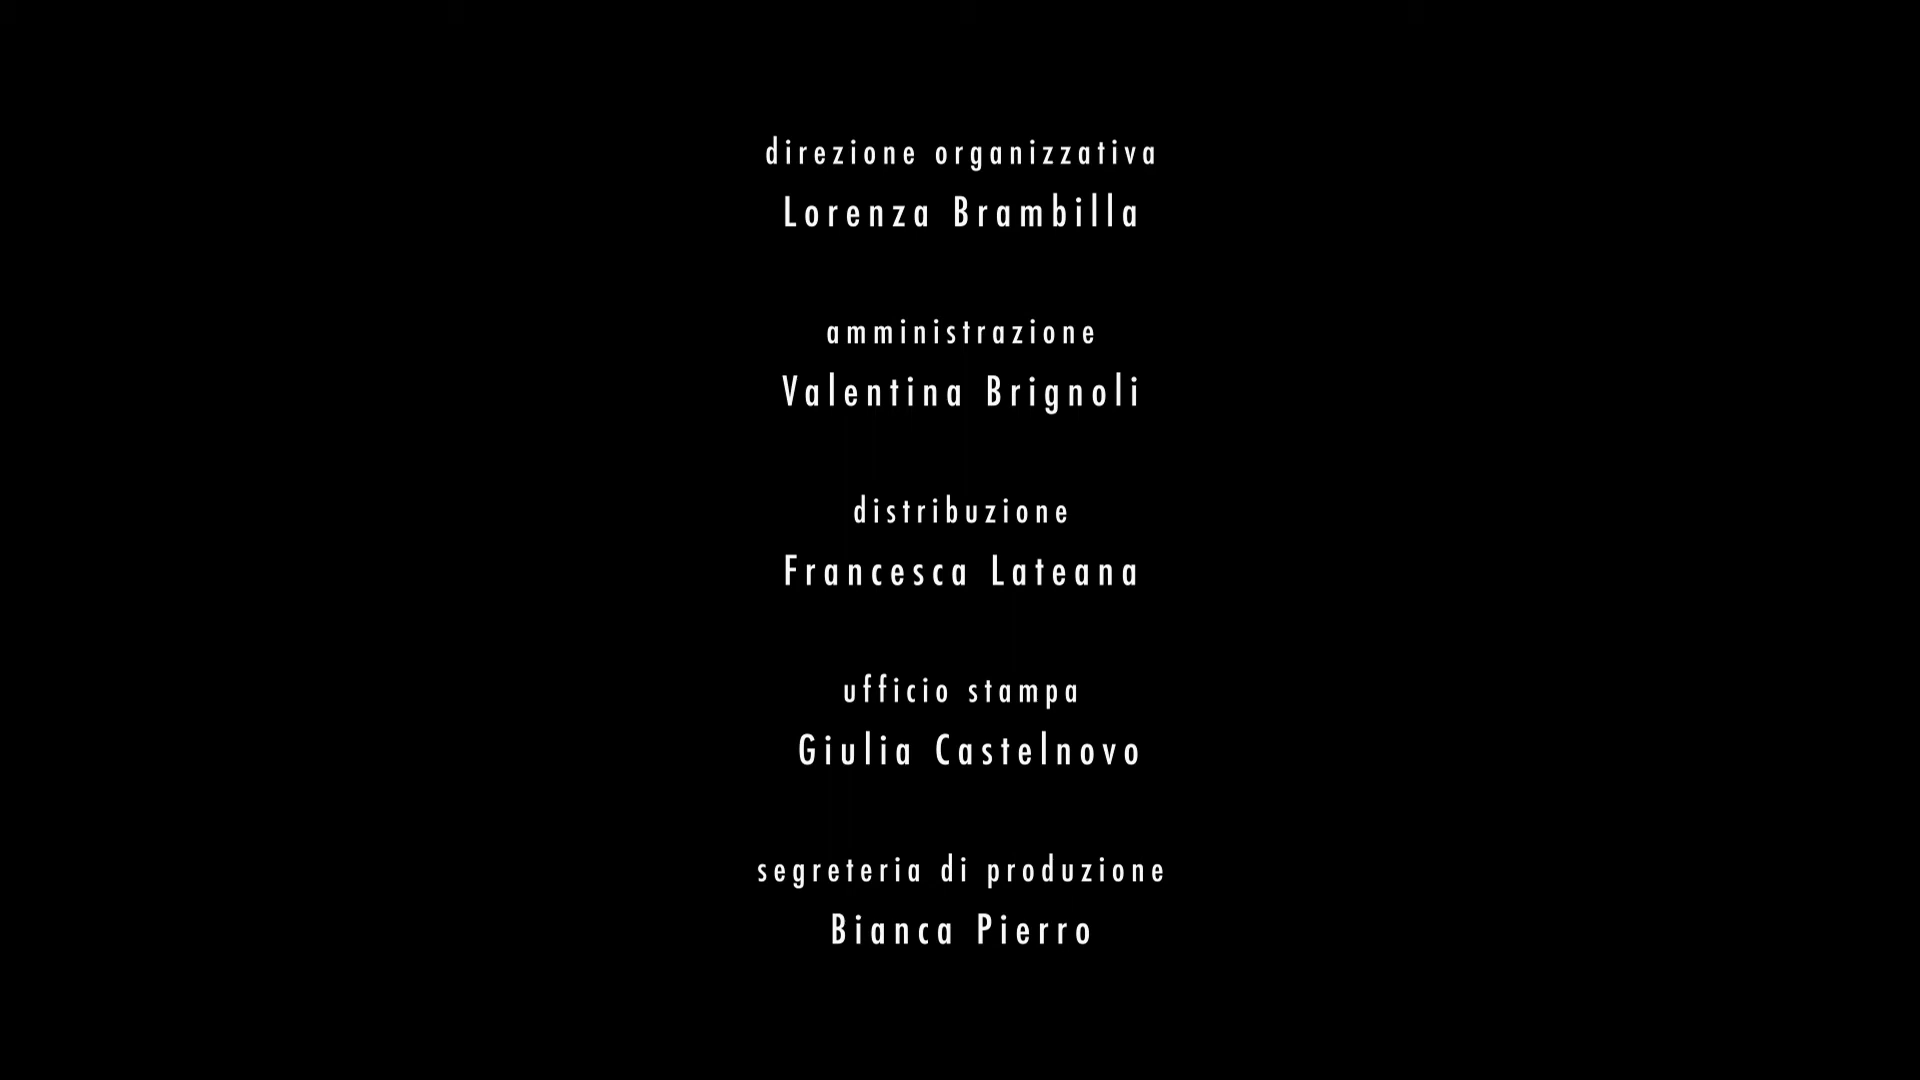 direzione organizzativa
Lorenza Brambilla
amministrazione
Valentina Brignoli
distribuzione
Francesca Lateana
ufficio stampa
Giulia Castelnovo
segreteria di produzione
Bianca Pierro